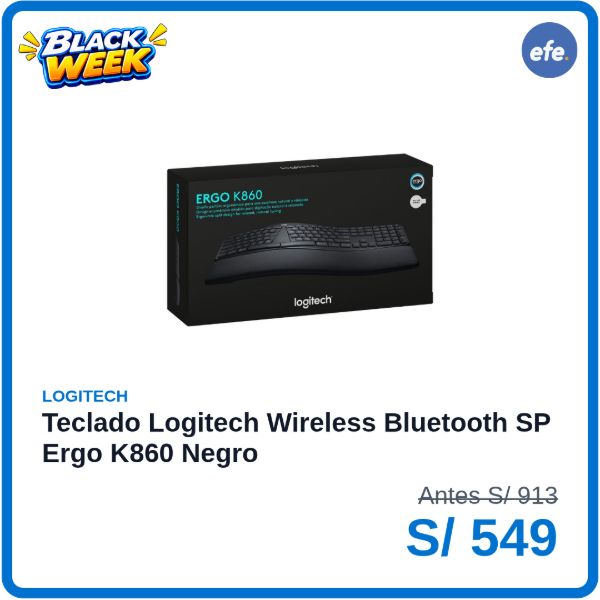 BLACK
WEEK
efe.
ERGO K860
logitech
LOGITECH
Teclado Logitech Wireless Bluetooth SP
Ergo K860 Negro
Antes S/ 913
S/ 549